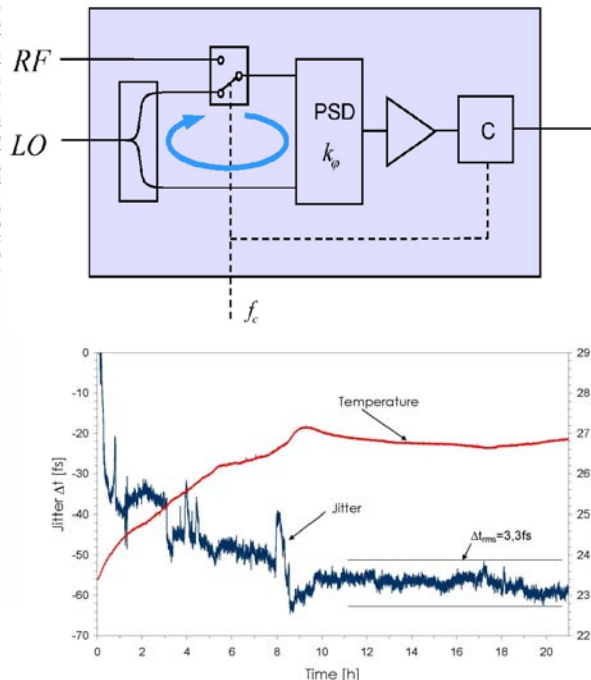 RF
LO
PSD
kφ
C
fc
0
-10
-20
-30
-40
-50
-60
-70
Jitter Δt [fs]
29
28
27
26
25
24
23
22
Temperature
Jitter
Δtrms=3,3fs
0 2 4 6 8 10 12 14 16 18 20
Time [h]